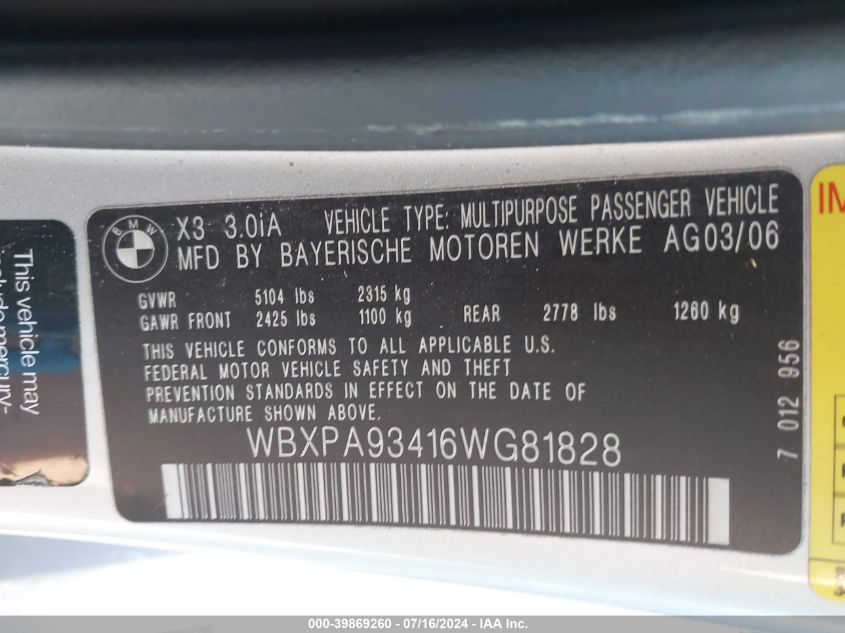 BMW
X3 3.0iA VEHICLE TYPE: MULTIPURPOSE PASSENGER VEHICLE
MFD BY BAYERISCHE MOTOREN WERKE AG03/06
GVWR 5104 lbs 2315 kg
GAWR FRONT 2425 lbs 1100 kg REAR 2778 lbs 1260 kg
THIS VEHICLE CONFORMS TO ALL APPLICABLE U.S.
FEDERAL MOTOR VEHICLE SAFETY AND THEFT
PREVENTION STANDARDS IN EFFECT ON THE DATE OF
MANUFACTURE SHOWN ABOVE.
WBXPA93416WG81828
7 012 956
This vehicle may
include mercury-
IM
000-39869260 - 07/16/2024 - IAA Inc.